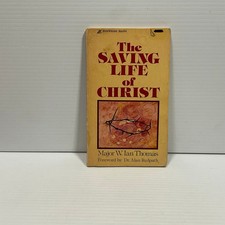 The
SAVING
LIFE
of
CHRIST
Major W. Ian Thomas
Foreword by Dr. Alan Redpath